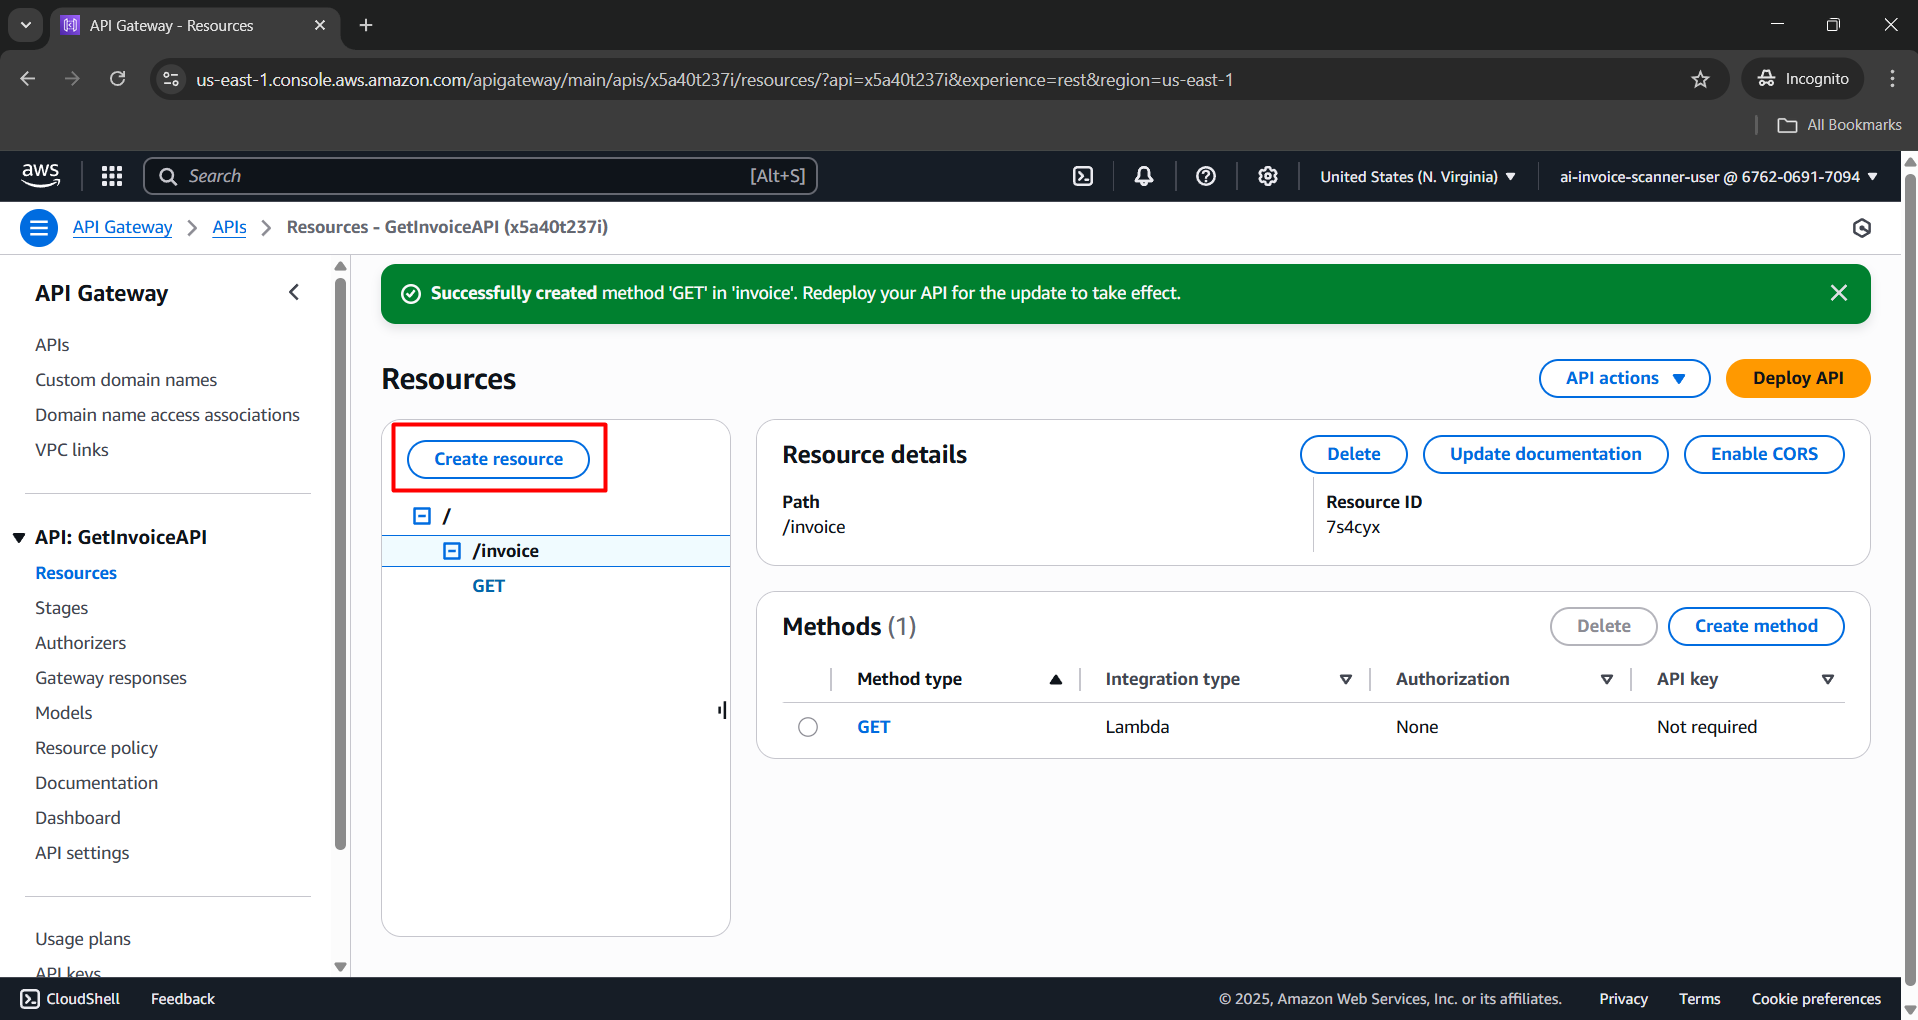 API Gateway - Resources
us-east-1.console.aws.amazon.com/apigateway/main/apis/x5a40t237i/resources/?api=x5a40t237i&experience=rest&region=us-east-1
Incognito
All Bookmarks
aws
Search
[Alt+S]
United States (N. Virginia)
ai-invoice-scanner-user @ 6762-0691-7094
API Gateway
APIs
Resources - GetInvoiceAPI (x5a40t237i)
API Gateway
APIs
Custom domain names
Domain name access associations
VPC links
API: GetInvoiceAPI
Resources
Stages
Authorizers
Gateway responses
Models
Resource policy
Documentation
Dashboard
API settings
Usage plans
API keys
Successfully created method 'GET' in 'invoice'. Redeploy your API for the update to take effect.
Resources
API actions
Deploy API
Create resource
/
/invoice
GET
Resource details
Delete
Update documentation
Enable CORS
Path
/invoice
Resource ID
7s4cyx
Methods (1)
Delete
Create method
Method type
Integration type
Authorization
API key
GET
Lambda
None
Not required
CloudShell
Feedback
© 2025, Amazon Web Services, Inc. or its affiliates.
Privacy
Terms
Cookie preferences